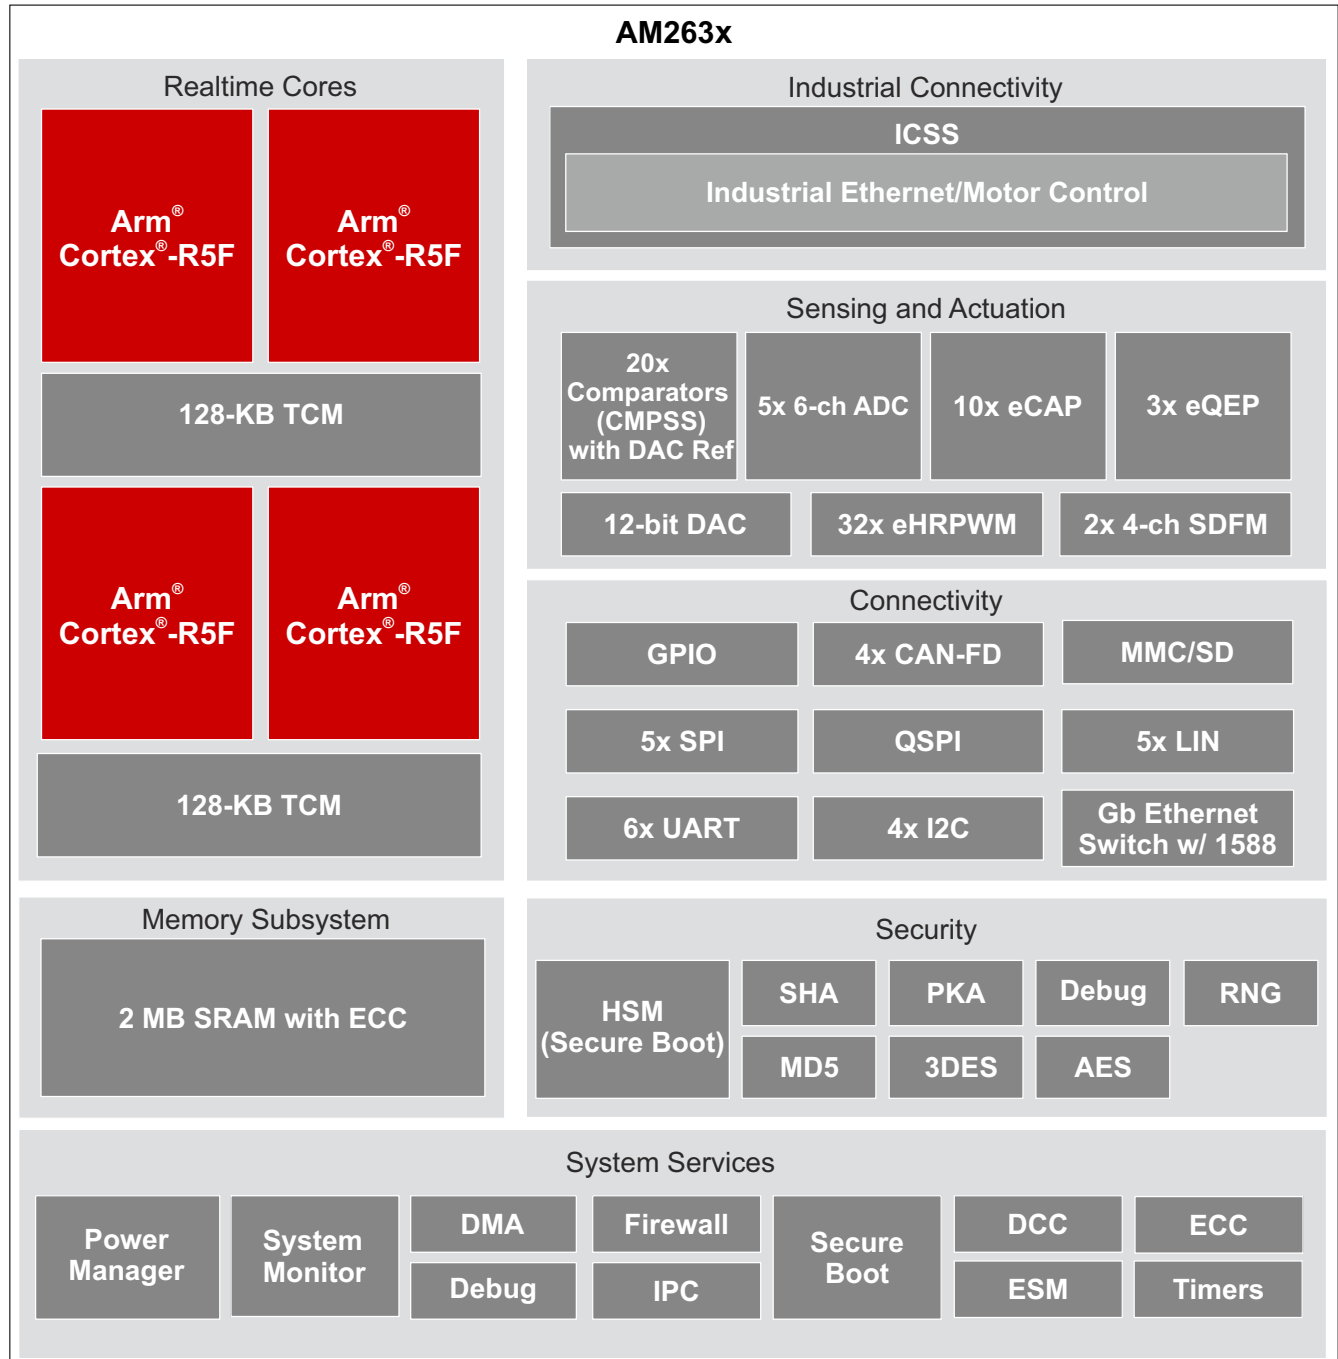 AM263x
Realtime Cores
Arm®
Cortex®-R5F
Arm®
Cortex®-R5F
128-KB TCM
Arm®
Cortex®-R5F
Arm®
Cortex®-R5F
128-KB TCM
Industrial Connectivity
ICSS
Industrial Ethernet/Motor Control
Sensing and Actuation
20x
Comparators
(CMPSS)
with DAC Ref
5x 6-ch ADC
10x eCAP
3x eQEP
12-bit DAC
32x eHRPWM
2x 4-ch SDFM
Connectivity
GPIO
4x CAN-FD
MMC/SD
5x SPI
QSPI
5x LIN
6x UART
4x I2C
Gb Ethernet
Switch w/ 1588
Memory Subsystem
2 MB SRAM with ECC
Security
HSM
(Secure Boot)
SHA
PKA
Debug
RNG
MD5
3DES
AES
System Services
Power
Manager
System
Monitor
DMA
Debug
Firewall
IPC
Secure
Boot
DCC
ESM
ECC
Timers